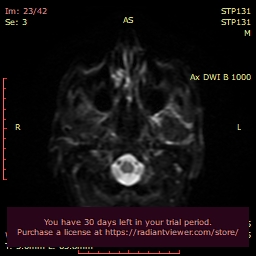 Im: 23/42
Se: 3
AS
STP131
STP131
M
Ax DWI B 1000
R
L
You have 30 days left in your trial period.
Purchase a license at https://radiantviewer.com/store/